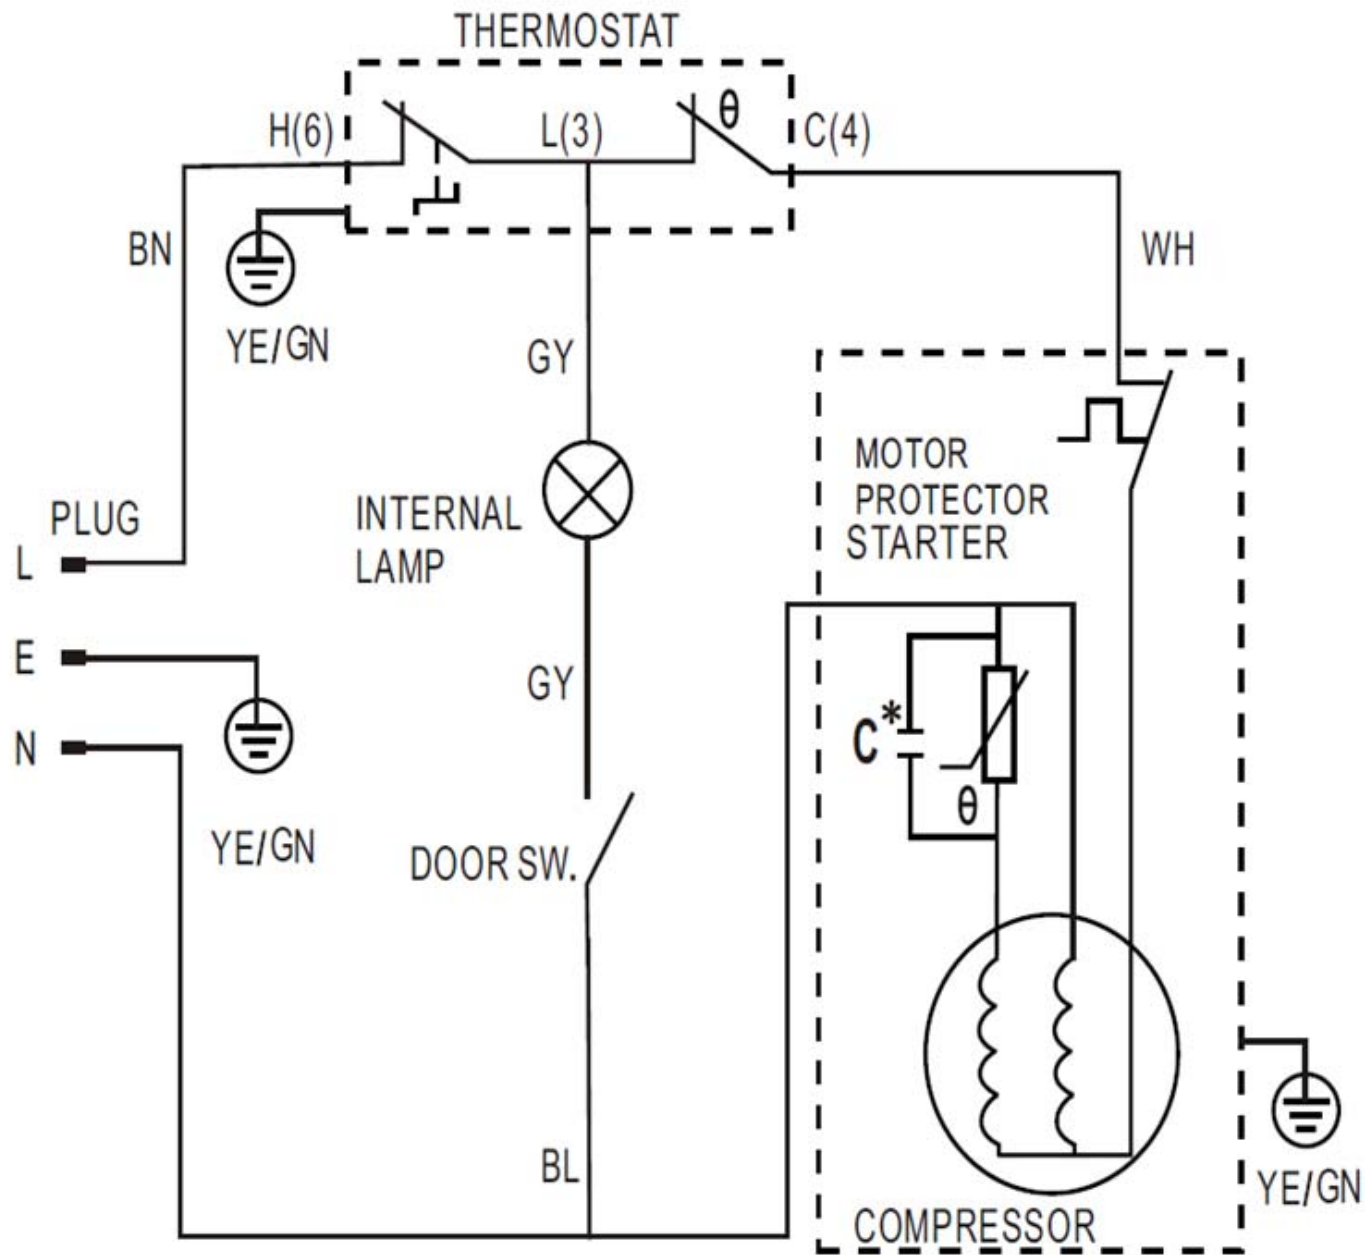 THERMOSTAT
H(6)
L(3)
θ
C(4)
BN
YE/GN
GY
WH
MOTOR
PROTECTOR
STARTER
PLUG
INTERNAL
LAMP
L
E
N
GY
C*
θ
YE/GN
DOOR SW.
BL
YE/GN
COMPRESSOR